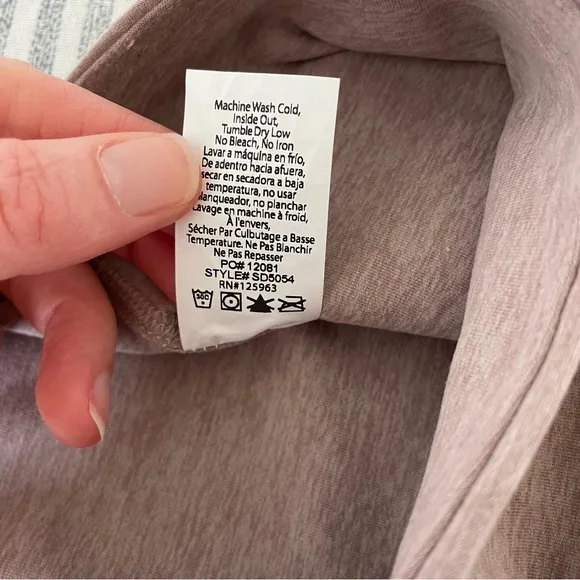 Machine Wash Cold,
Inside Out,
Tumble Dry Low
No Bleach, No Iron
Lavar a máquina en frío,
De adentro hacia afuera,
secar en secadora a baja
temperatura, no usar
blanqueador, no planchar
Lavage en machine à froid,
À l'envers,
Sécher Par Culbutage a Basse
Temperature. Ne Pas Blanchir
Ne Pas Repasser
PO# 12081
STYLE# SD5054
RN#125963
30C